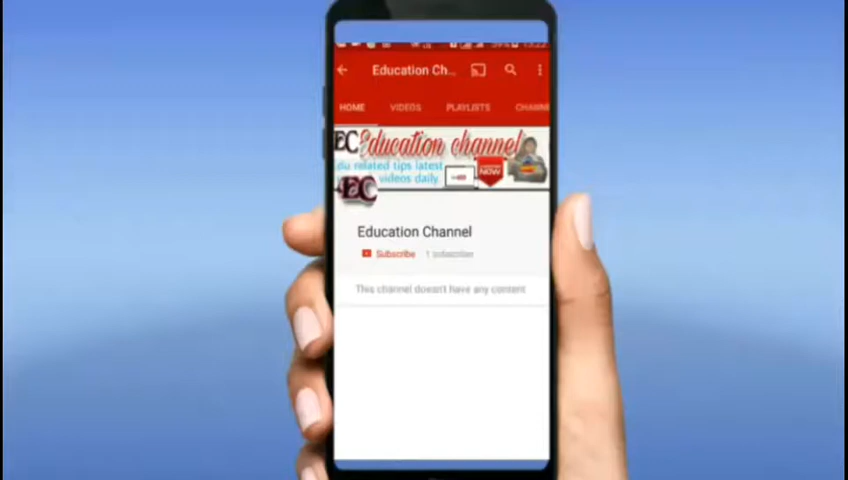 Education Ch...
HOME VIDEOS PLAYLISTS CHANN
EC Education channel
du related tips latest
videos daily
NOW
EC
Education Channel
Subscribe 1 subscriber
This channel doesn't have any content